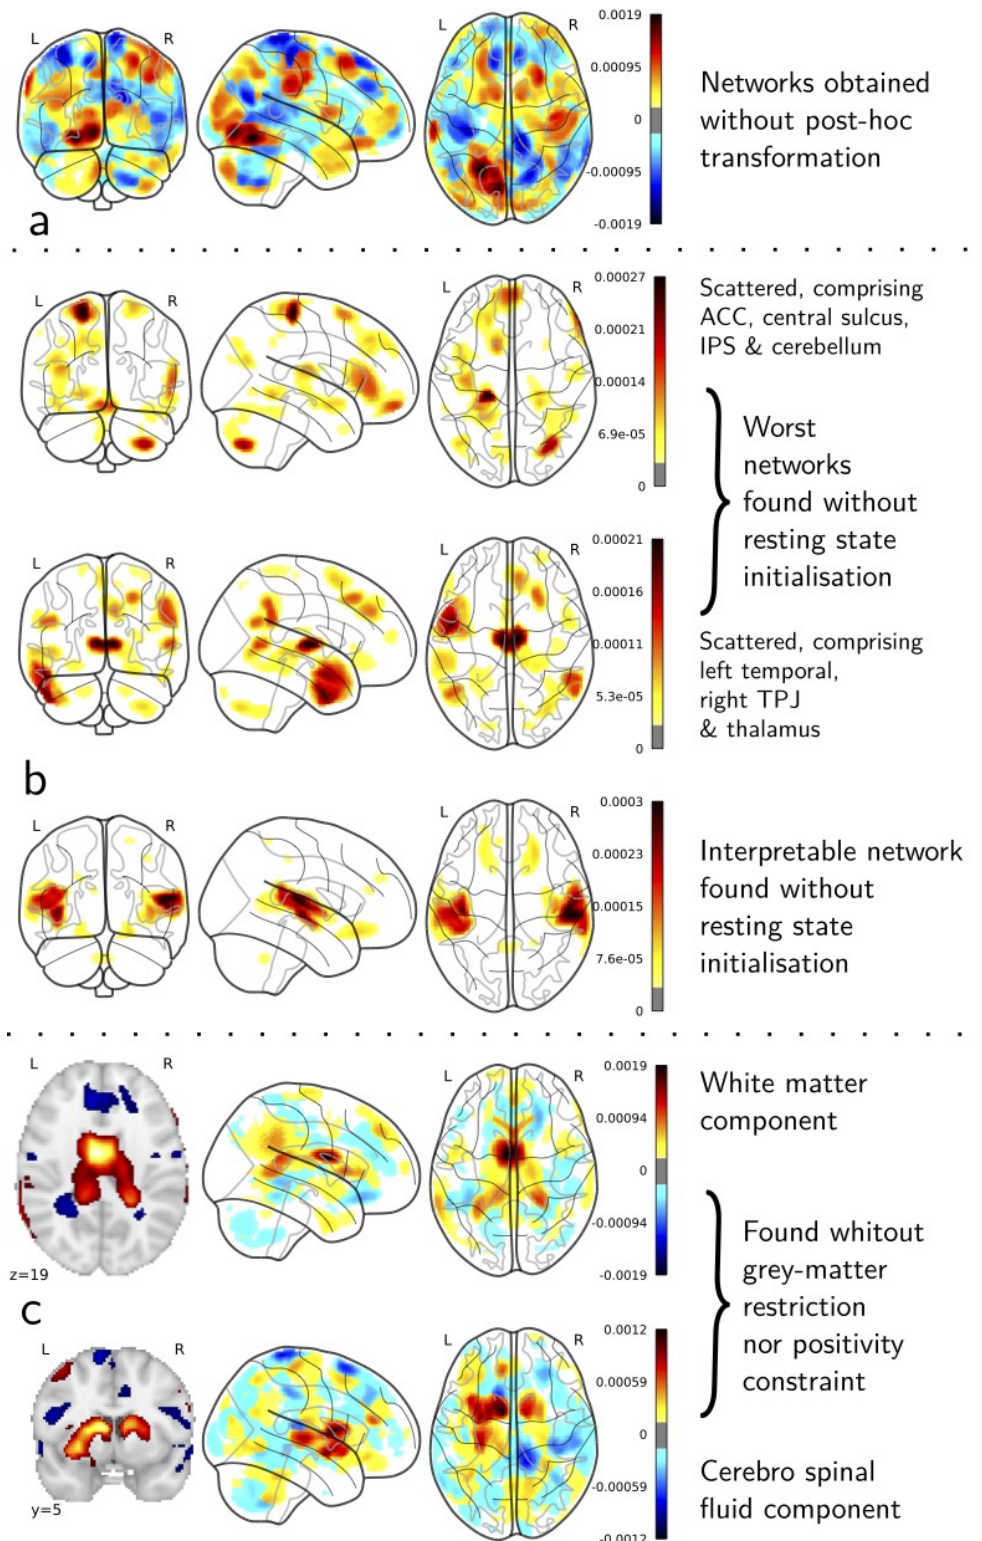 L R L R
0.0019
0.00095
0
-0.00095
-0.0019
Networks obtained
without post-hoc
transformation
a
L R L R
0.00027
0.00021
0.00014
6.9e-05
0
Scattered, comprising
ACC, central sulcus,
IPS & cerebellum
Worst
networks
found without
resting state
initialisation
L R L R
0.00021
0.00016
0.00011
5.3e-05
0
Scattered, comprising
left temporal,
right TPJ
& thalamus
b
L R L R
0.0003
0.00023
0.00015
7.6e-05
0
Interpretable network
found without
resting state
initialisation
L R L R
z=19
0.0019
0.00094
0
-0.00094
-0.0019
White matter
component
Found whitout
grey-matter
restriction
nor positivity
constraint
c
L R L R
y=5
0.0012
0.00059
0
-0.00059
-0.0012
Cerebro spinal
fluid component